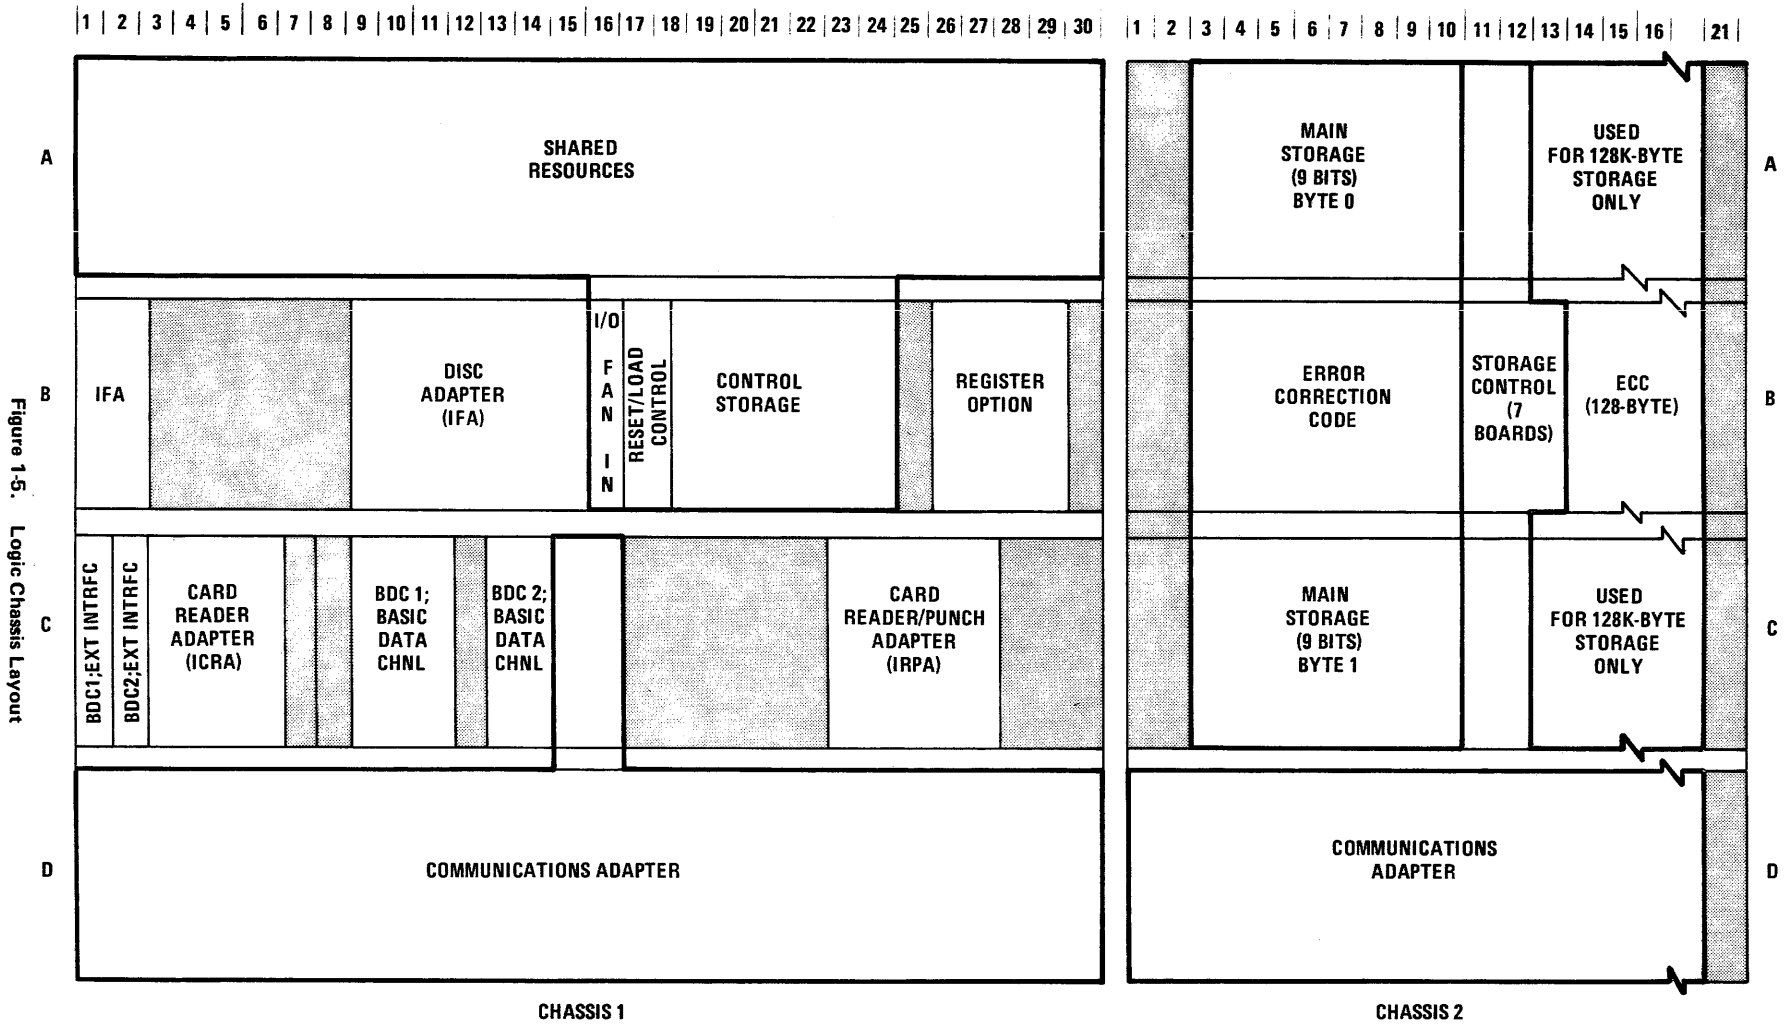 1 2 3 4 5 6 7 8 9 10 11 12 13 14 15 16 17 18 19 20 21 22 23 24 25 26 27 28 29 30
1 2 3 4 5 6 7 8 9 10 11 12 13 14 15 16 21
A
SHARED
RESOURCES
MAIN
STORAGE
(9 BITS)
BYTE 0
USED
FOR 128K-BYTE
STORAGE
ONLY
A
B
IFA
DISC
ADAPTER
(IFA)
I/O
FAN
IN
RESET/LOAD
CONTROL
CONTROL
STORAGE
REGISTER
OPTION
ERROR
CORRECTION
CODE
STORAGE
CONTROL
(7
BOARDS)
ECC
(128-BYTE)
B
C
BDC1;EXT INTRFC
BDC2;EXT INTRFC
CARD
READER
ADAPTER
(ICRA)
BDC 1;
BASIC
DATA
CHNL
BDC 2;
BASIC
DATA
CHNL
CARD
READER/PUNCH
ADAPTER
(IRPA)
MAIN
STORAGE
(9 BITS)
BYTE 1
USED
FOR 128K-BYTE
STORAGE
ONLY
C
D
COMMUNICATIONS ADAPTER
COMMUNICATIONS
ADAPTER
D
CHASSIS 1
CHASSIS 2
Figure 1-5. Logic Chassis Layout